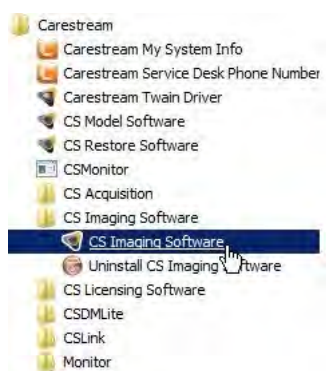 Carestream
Carestream My System Info
Carestream Service Desk Phone Number
Carestream Twain Driver
CS Model Software
CS Restore Software
CSMonitor
CS Acquisition
CS Imaging Software
CS Imaging Software
Uninstall CS Imaging Software
CS Licensing Software
CSDMLite
CSLink
Monitor